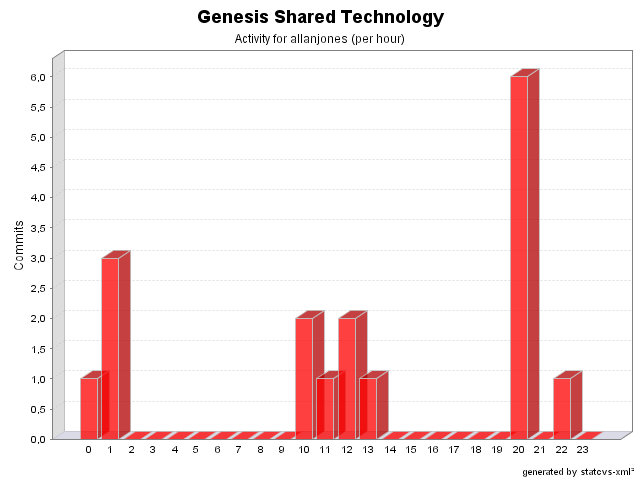 Genesis Shared Technology
Activity for allanjones (per hour)
6,0
5,5
5,0
4,5
4,0
3,5
3,0
2,5
2,0
1,5
1,0
0,5
0,0
Commits
0 1 2 3 4 5 6 7 8 9 10 11 12 13 14 15 16 17 18 19 20 21 22 23
generated by statcvs-xml²